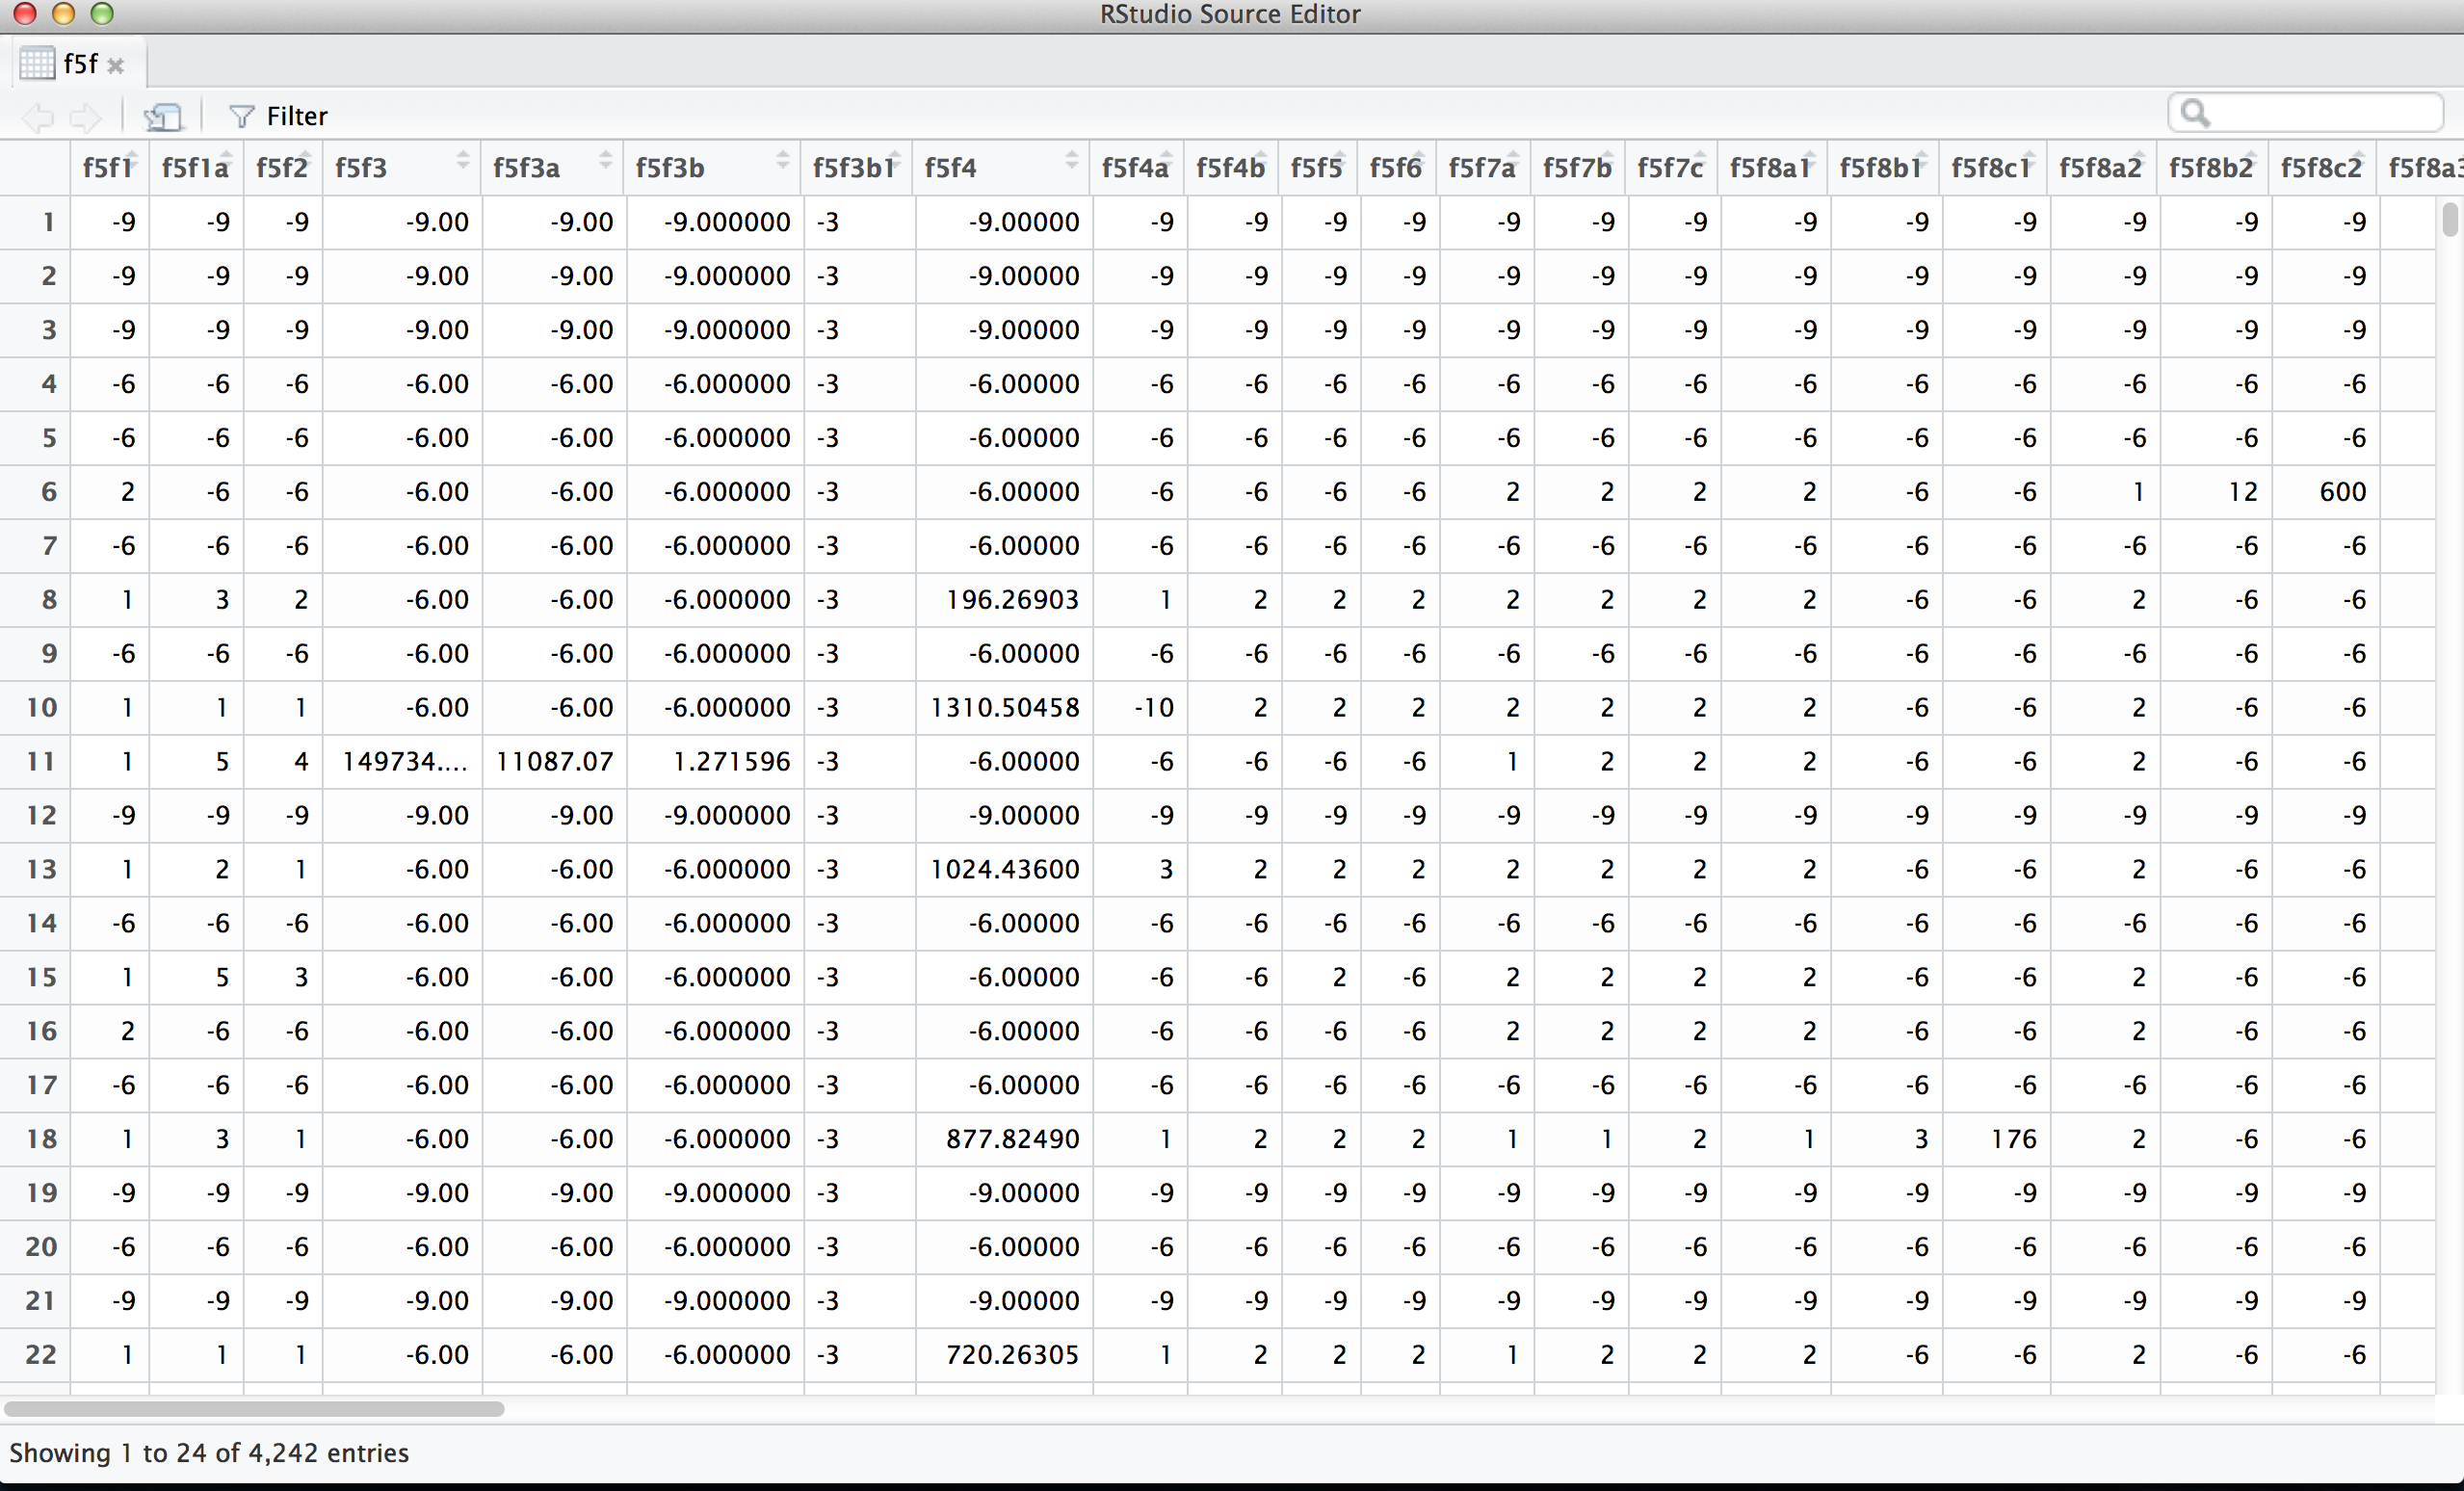 RStudio Source Editor
f5f
Filter
f5f1 f5f1a f5f2 f5f3 f5f3a f5f3b f5f3b1 f5f4 f5f4a f5f4b f5f5 f5f6 f5f7a f5f7b f5f7c f5f8a1 f5f8b1 f5f8c1 f5f8a2 f5f8b2 f5f8c2 f5f8a3
1 -9 -9 -9 -9.00 -9.00 -9.000000 -3 -9.00000 -9 -9 -9 -9 -9 -9 -9 -9 -9 -9 -9 -9 -9
2 -9 -9 -9 -9.00 -9.00 -9.000000 -3 -9.00000 -9 -9 -9 -9 -9 -9 -9 -9 -9 -9 -9 -9 -9
3 -9 -9 -9 -9.00 -9.00 -9.000000 -3 -9.00000 -9 -9 -9 -9 -9 -9 -9 -9 -9 -9 -9 -9 -9
4 -6 -6 -6 -6.00 -6.00 -6.000000 -3 -6.00000 -6 -6 -6 -6 -6 -6 -6 -6 -6 -6 -6 -6 -6
5 -6 -6 -6 -6.00 -6.00 -6.000000 -3 -6.00000 -6 -6 -6 -6 -6 -6 -6 -6 -6 -6 -6 -6 -6
6 2 -6 -6 -6.00 -6.00 -6.000000 -3 -6.00000 -6 -6 -6 -6 2 2 2 2 -6 -6 1 12 600
7 -6 -6 -6 -6.00 -6.00 -6.000000 -3 -6.00000 -6 -6 -6 -6 -6 -6 -6 -6 -6 -6 -6 -6 -6
8 1 3 2 -6.00 -6.00 -6.000000 -3 196.26903 1 2 2 2 2 2 2 2 -6 -6 2 -6 -6
9 -6 -6 -6 -6.00 -6.00 -6.000000 -3 -6.00000 -6 -6 -6 -6 -6 -6 -6 -6 -6 -6 -6 -6 -6
10 1 1 1 -6.00 -6.00 -6.000000 -3 1310.50458 -10 2 2 2 2 2 2 2 -6 -6 2 -6 -6
11 1 5 4 149734.... 11087.07 1.271596 -3 -6.00000 -6 -6 -6 -6 1 2 2 2 -6 -6 2 -6 -6
12 -9 -9 -9 -9.00 -9.00 -9.000000 -3 -9.00000 -9 -9 -9 -9 -9 -9 -9 -9 -9 -9 -9 -9 -9
13 1 2 1 -6.00 -6.00 -6.000000 -3 1024.43600 3 2 2 2 2 2 2 2 -6 -6 2 -6 -6
14 -6 -6 -6 -6.00 -6.00 -6.000000 -3 -6.00000 -6 -6 -6 -6 -6 -6 -6 -6 -6 -6 -6 -6 -6
15 1 5 3 -6.00 -6.00 -6.000000 -3 -6.00000 -6 -6 2 -6 2 2 2 2 -6 -6 2 -6 -6
16 2 -6 -6 -6.00 -6.00 -6.000000 -3 -6.00000 -6 -6 -6 -6 2 2 2 2 -6 -6 2 -6 -6
17 -6 -6 -6 -6.00 -6.00 -6.000000 -3 -6.00000 -6 -6 -6 -6 -6 -6 -6 -6 -6 -6 -6 -6 -6
18 1 3 1 -6.00 -6.00 -6.000000 -3 877.82490 1 2 2 2 1 1 2 1 3 176 2 -6 -6
19 -9 -9 -9 -9.00 -9.00 -9.000000 -3 -9.00000 -9 -9 -9 -9 -9 -9 -9 -9 -9 -9 -9 -9 -9
20 -6 -6 -6 -6.00 -6.00 -6.000000 -3 -6.00000 -6 -6 -6 -6 -6 -6 -6 -6 -6 -6 -6 -6 -6
21 -9 -9 -9 -9.00 -9.00 -9.000000 -3 -9.00000 -9 -9 -9 -9 -9 -9 -9 -9 -9 -9 -9 -9 -9
22 1 1 1 -6.00 -6.00 -6.000000 -3 720.26305 1 2 2 2 1 2 2 2 -6 -6 2 -6 -6
Showing 1 to 24 of 4,242 entries